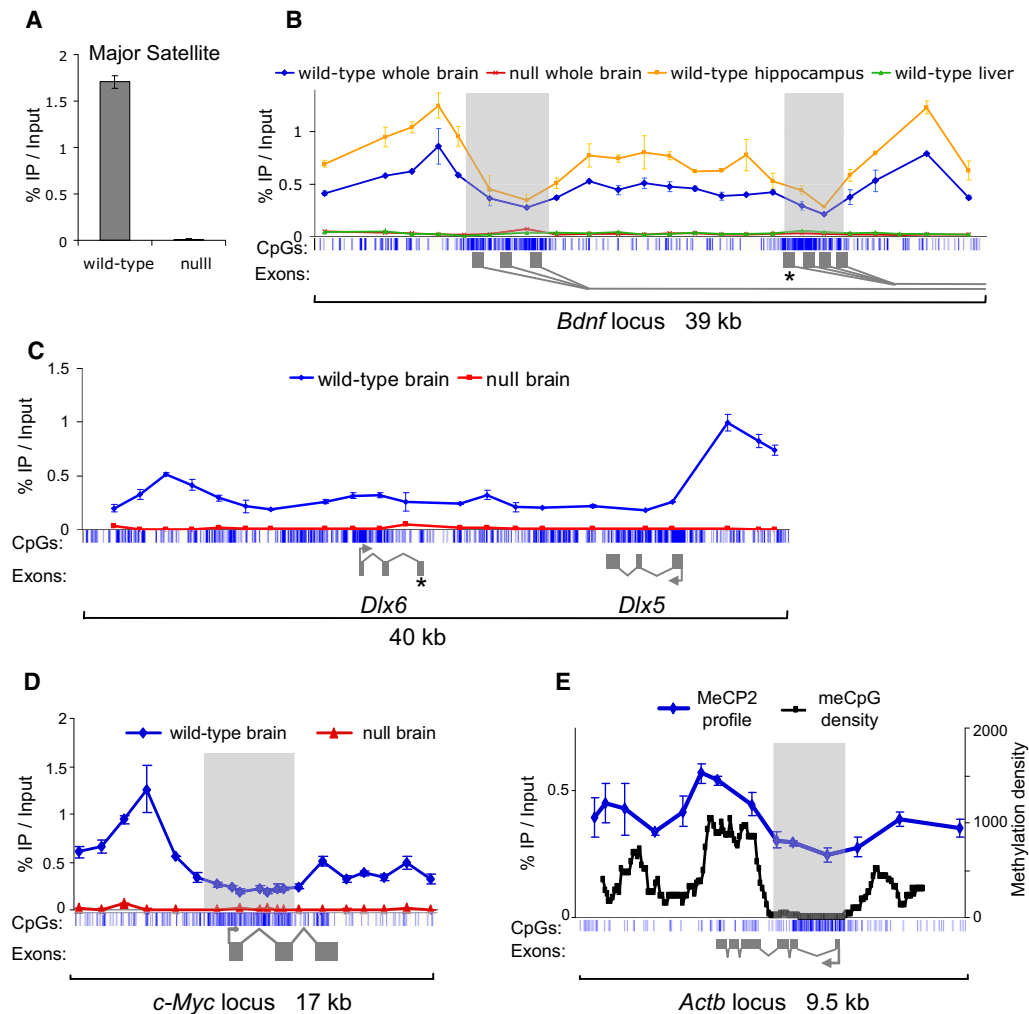 A
Major Satellite
% IP / Input
2
1.5
1
0.5
0
wild-type
nulll
B
wild-type whole brain
null whole brain
wild-type hippocampus
wild-type liver
% IP / Input
1
0.5
0
CpGs:
Exons:
*
Bdnf locus 39 kb
C
wild-type brain
null brain
% IP / Input
1.5
1
0.5
0
CpGs:
Exons:
*
Dlx6
Dlx5
40 kb
D
wild-type brain
null brain
% IP / Input
2
1.5
1
0.5
0
CpGs:
Exons:
c-Myc locus 17 kb
E
MeCP2
profile
meCpG
density
% IP / Input
0.5
0
2000
1000
0
Methylation density
CpGs:
Exons:
Actb locus 9.5 kb